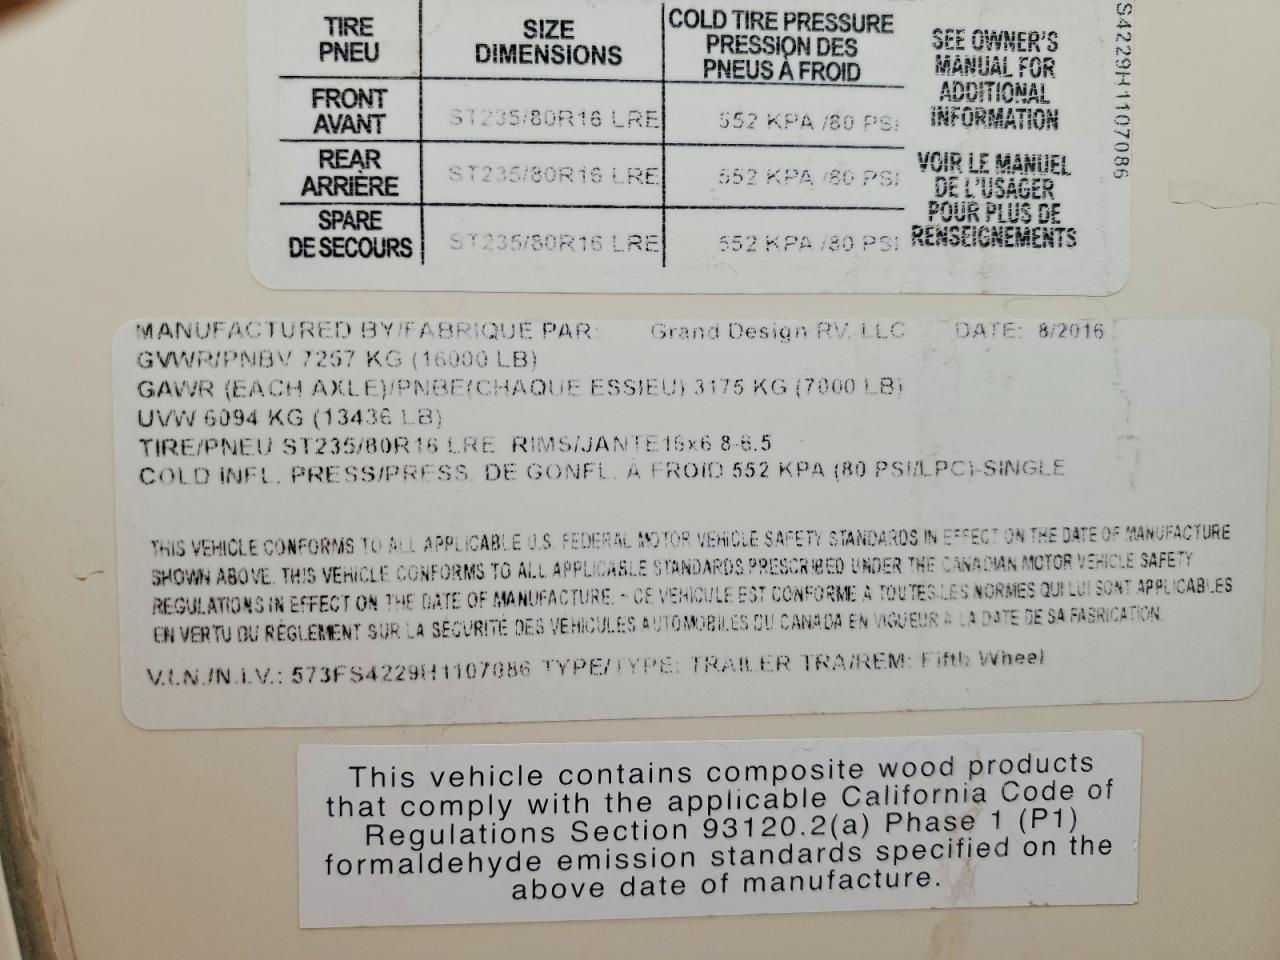 TIRE
PNEU
SIZE
DIMENSIONS
COLD TIRE PRESSURE
PRESSION DES
PNEUS À FROID
FRONT
AVANT
ST235/80R16 LRE
552 KPA /80 PSI
REAR
ARRIÈRE
ST235/80R16 LRE
552 KPA /80 PSI
SPARE
DE SECOURS
ST235/80R16 LRE
552 KPA /80 PSI
SEE OWNER'S
MANUAL FOR
ADDITIONAL
INFORMATION
VOIR LE MANUEL
DE L'USAGER
POUR PLUS DE
RENSEIGNEMENTS
S4229H1107086
MANUFACTURED BY/FABRIQUE PAR: Grand Design RV, LLC DATE: 8/2016
GVWR/PNBV 7257 KG (16000 LB)
GAWR (EACH AXLE)/PNBE(CHAQUE ESSIEU) 3175 KG (7000 LB)
UVW 6094 KG (13436 LB)
TIRE/PNEU ST235/80R16 LRE RIMS/JANTE16x6 8-6.5
COLD INFL. PRESS/PRESS. DE GONFL. À FROID 552 KPA (80 PSI/LPC)-SINGLE
THIS VEHICLE CONFORMS TO ALL APPLICABLE U.S. FEDERAL MOTOR VEHICLE SAFETY STANDARDS IN EFFECT ON THE DATE OF MANUFACTURE
SHOWN ABOVE. THIS VEHICLE CONFORMS TO ALL APPLICABLE STANDARDS PRESCRIBED UNDER THE CANADIAN MOTOR VEHICLE SAFETY
REGULATIONS IN EFFECT ON THE DATE OF MANUFACTURE. - CE VEHICULE EST CONFORME À TOUTES LES NORMES QUI LUI SONT APPLICABLES
EN VERTU DU RÈGLEMENT SUR LA SECURITÉ DES VEHICULES AUTOMOBILES DU CANADA EN VIGUEUR À LA DATE DE SA FABRICATION.
V.I.N./N.I.V.: 573FS4229H1107086 TYPE/TYPE: TRAILER TRA/REM: Fifth Wheel
This vehicle contains composite wood products
that comply with the applicable California Code of
Regulations Section 93120.2(a) Phase 1 (P1)
formaldehyde emission standards specified on the
above date of manufacture.